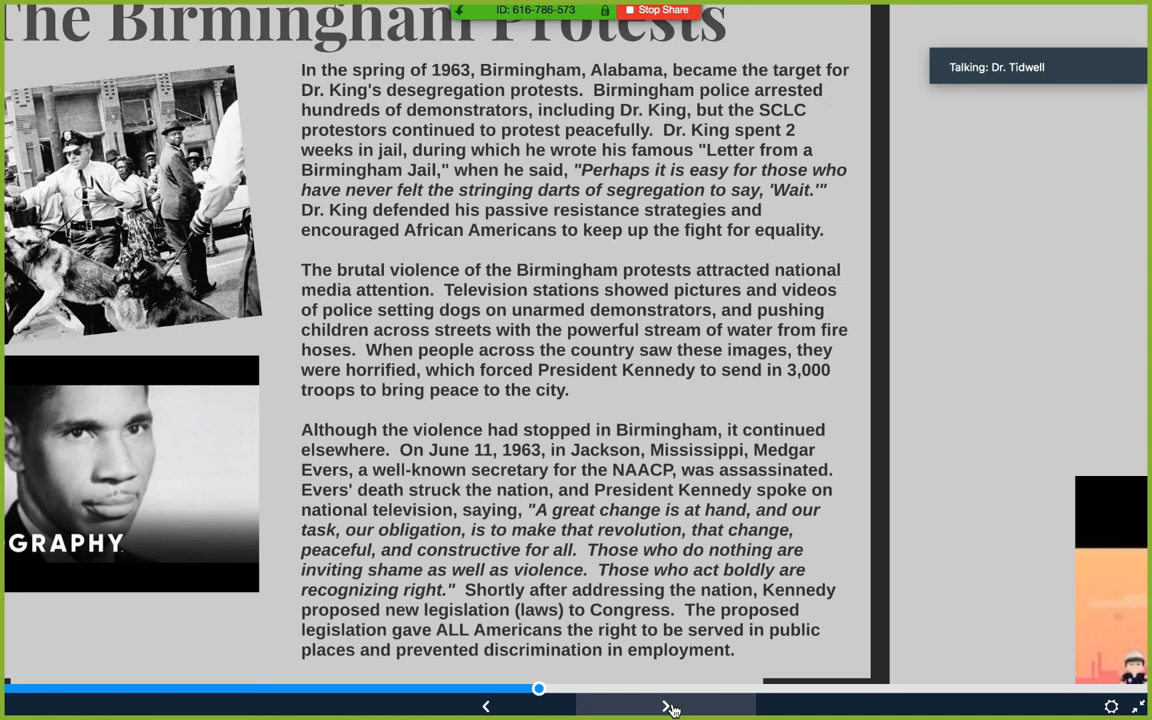 The Birmingham Protests
ID: 616-786-573
Stop Share
Talking: Dr. Tidwell
In the spring of 1963, Birmingham, Alabama, became the target for
Dr. King's desegregation protests. Birmingham police arrested
hundreds of demonstrators, including Dr. King, but the SCLC
protestors continued to protest peacefully. Dr. King spent 2
weeks in jail, during which he wrote his famous "Letter from a
Birmingham Jail," when he said, "Perhaps it is easy for those who
have never felt the stringing darts of segregation to say, 'Wait.'"
Dr. King defended his passive resistance strategies and
encouraged African Americans to keep up the fight for equality.
The brutal violence of the Birmingham protests attracted national
media attention. Television stations showed pictures and videos
of police setting dogs on unarmed demonstrators, and pushing
children across streets with the powerful stream of water from fire
hoses. When people across the country saw these images, they
were horrified, which forced President Kennedy to send in 3,000
troops to bring peace to the city.
Although the violence had stopped in Birmingham, it continued
elsewhere. On June 11, 1963, in Jackson, Mississippi, Medgar
Evers, a well-known secretary for the NAACP, was assassinated.
Evers' death struck the nation, and President Kennedy spoke on
national television, saying, "A great change is at hand, and our
task, our obligation, is to make that revolution, that change,
peaceful, and constructive for all. Those who do nothing are
inviting shame as well as violence. Those who act boldly are
recognizing right." Shortly after addressing the nation, Kennedy
proposed new legislation (laws) to Congress. The proposed
legislation gave ALL Americans the right to be served in public
places and prevented discrimination in employment.
GRAPHY